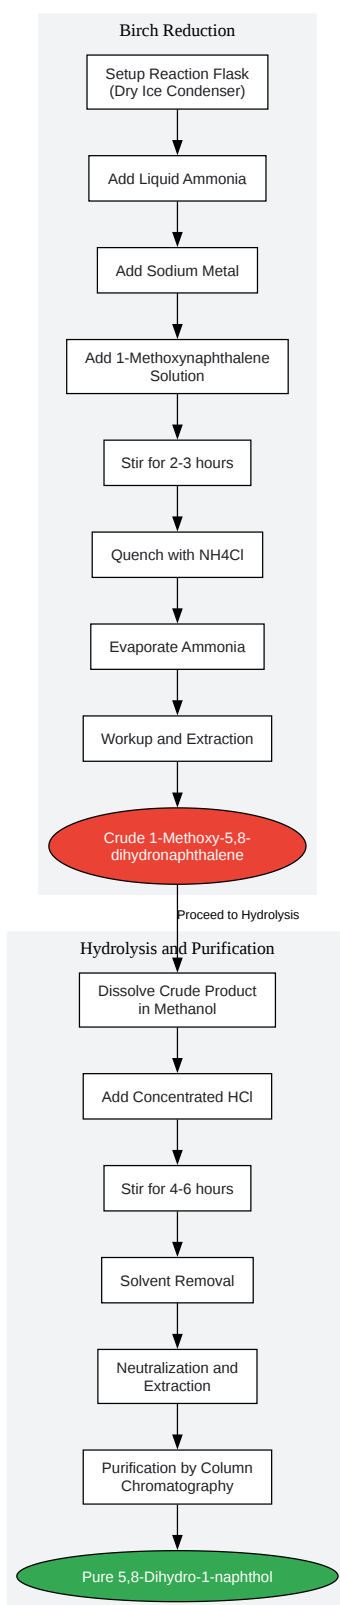 Birch Reduction
Setup Reaction Flask
(Dry Ice Condenser)
Add Liquid Ammonia
Add Sodium Metal
Add 1-Methoxynaphthalene
Solution
Stir for 2-3 hours
Quench with NH4Cl
Evaporate Ammonia
Workup and Extraction
Crude 1-Methoxy-5,8-
dihydronaphthalene
Proceed to Hydrolysis
Hydrolysis and Purification
Dissolve Crude Product
in Methanol
Add Concentrated HCl
Stir for 4-6 hours
Solvent Removal
Neutralization and
Extraction
Purification by Column
Chromatography
Pure 5,8-Dihydro-1-naphthol